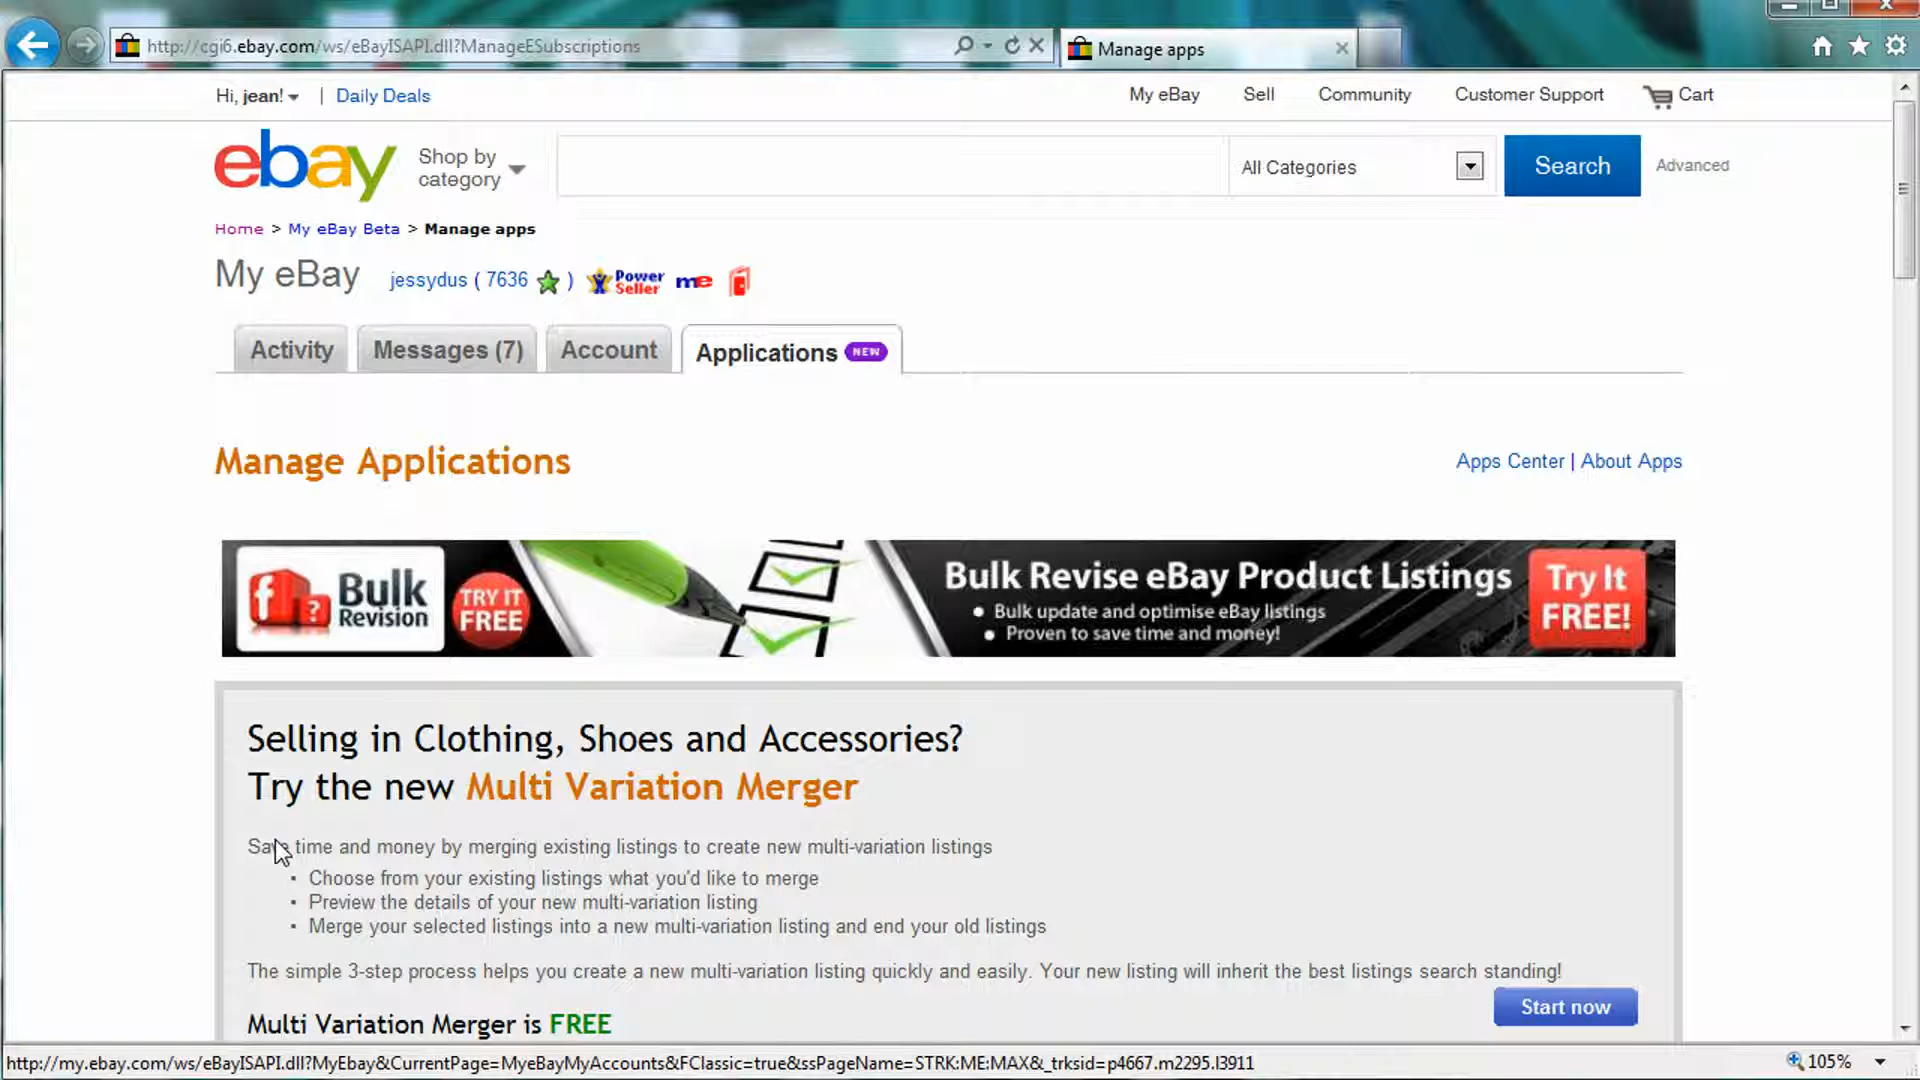 http://cgi6.ebay.com/ws/eBayISAPI.dll?ManageESubscriptions
Manage apps
Hi, jean! | Daily Deals
My eBay Sell Community Customer Support Cart
ebay
Shop by category
All Categories
Search
Advanced
Home > My eBay Beta > Manage apps
My eBay jessydus ( 7636 ) Power Seller me
Activity Messages (7) Account Applications NEW
Manage Applications
Apps Center | About Apps
f ? Bulk Revision
TRY IT FREE
Bulk Revise eBay Product Listings
• Bulk update and optimise eBay listings
• Proven to save time and money!
Try It FREE!
Selling in Clothing, Shoes and Accessories?
Try the new Multi Variation Merger
Save time and money by merging existing listings to create new multi-variation listings
• Choose from your existing listings what you'd like to merge
• Preview the details of your new multi-variation listing
• Merge your selected listings into a new multi-variation listing and end your old listings
The simple 3-step process helps you create a new multi-variation listing quickly and easily. Your new listing will inherit the best listings search standing!
Start now
Multi Variation Merger is FREE
http://my.ebay.com/ws/eBayISAPI.dll?MyEbay&CurrentPage=MyeBayMyAccounts&FClassic=true&ssPageName=STRK:ME:MAX&_trksid=p4667.m2295.l3911
105%